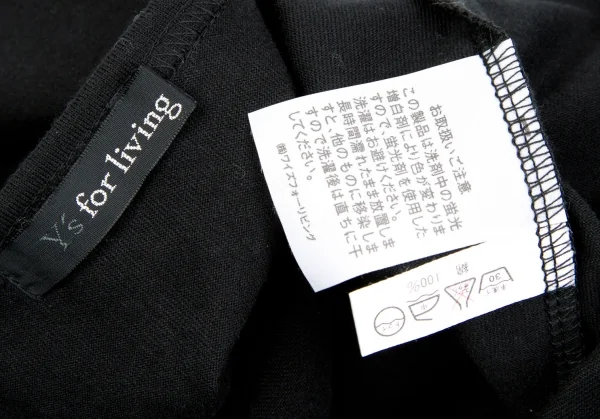 Y's for living
お取扱いご注意
この製品は洗剤中の蛍光
増白剤により色が変わりま
すので、蛍光剤を使用した
洗濯はお避けください。
長時間濡れたまま放置しま
すと、他のものに移染しま
すので洗濯後は直ちに干
してください。
㈱ワイズフォーリビング
綿 100%
30